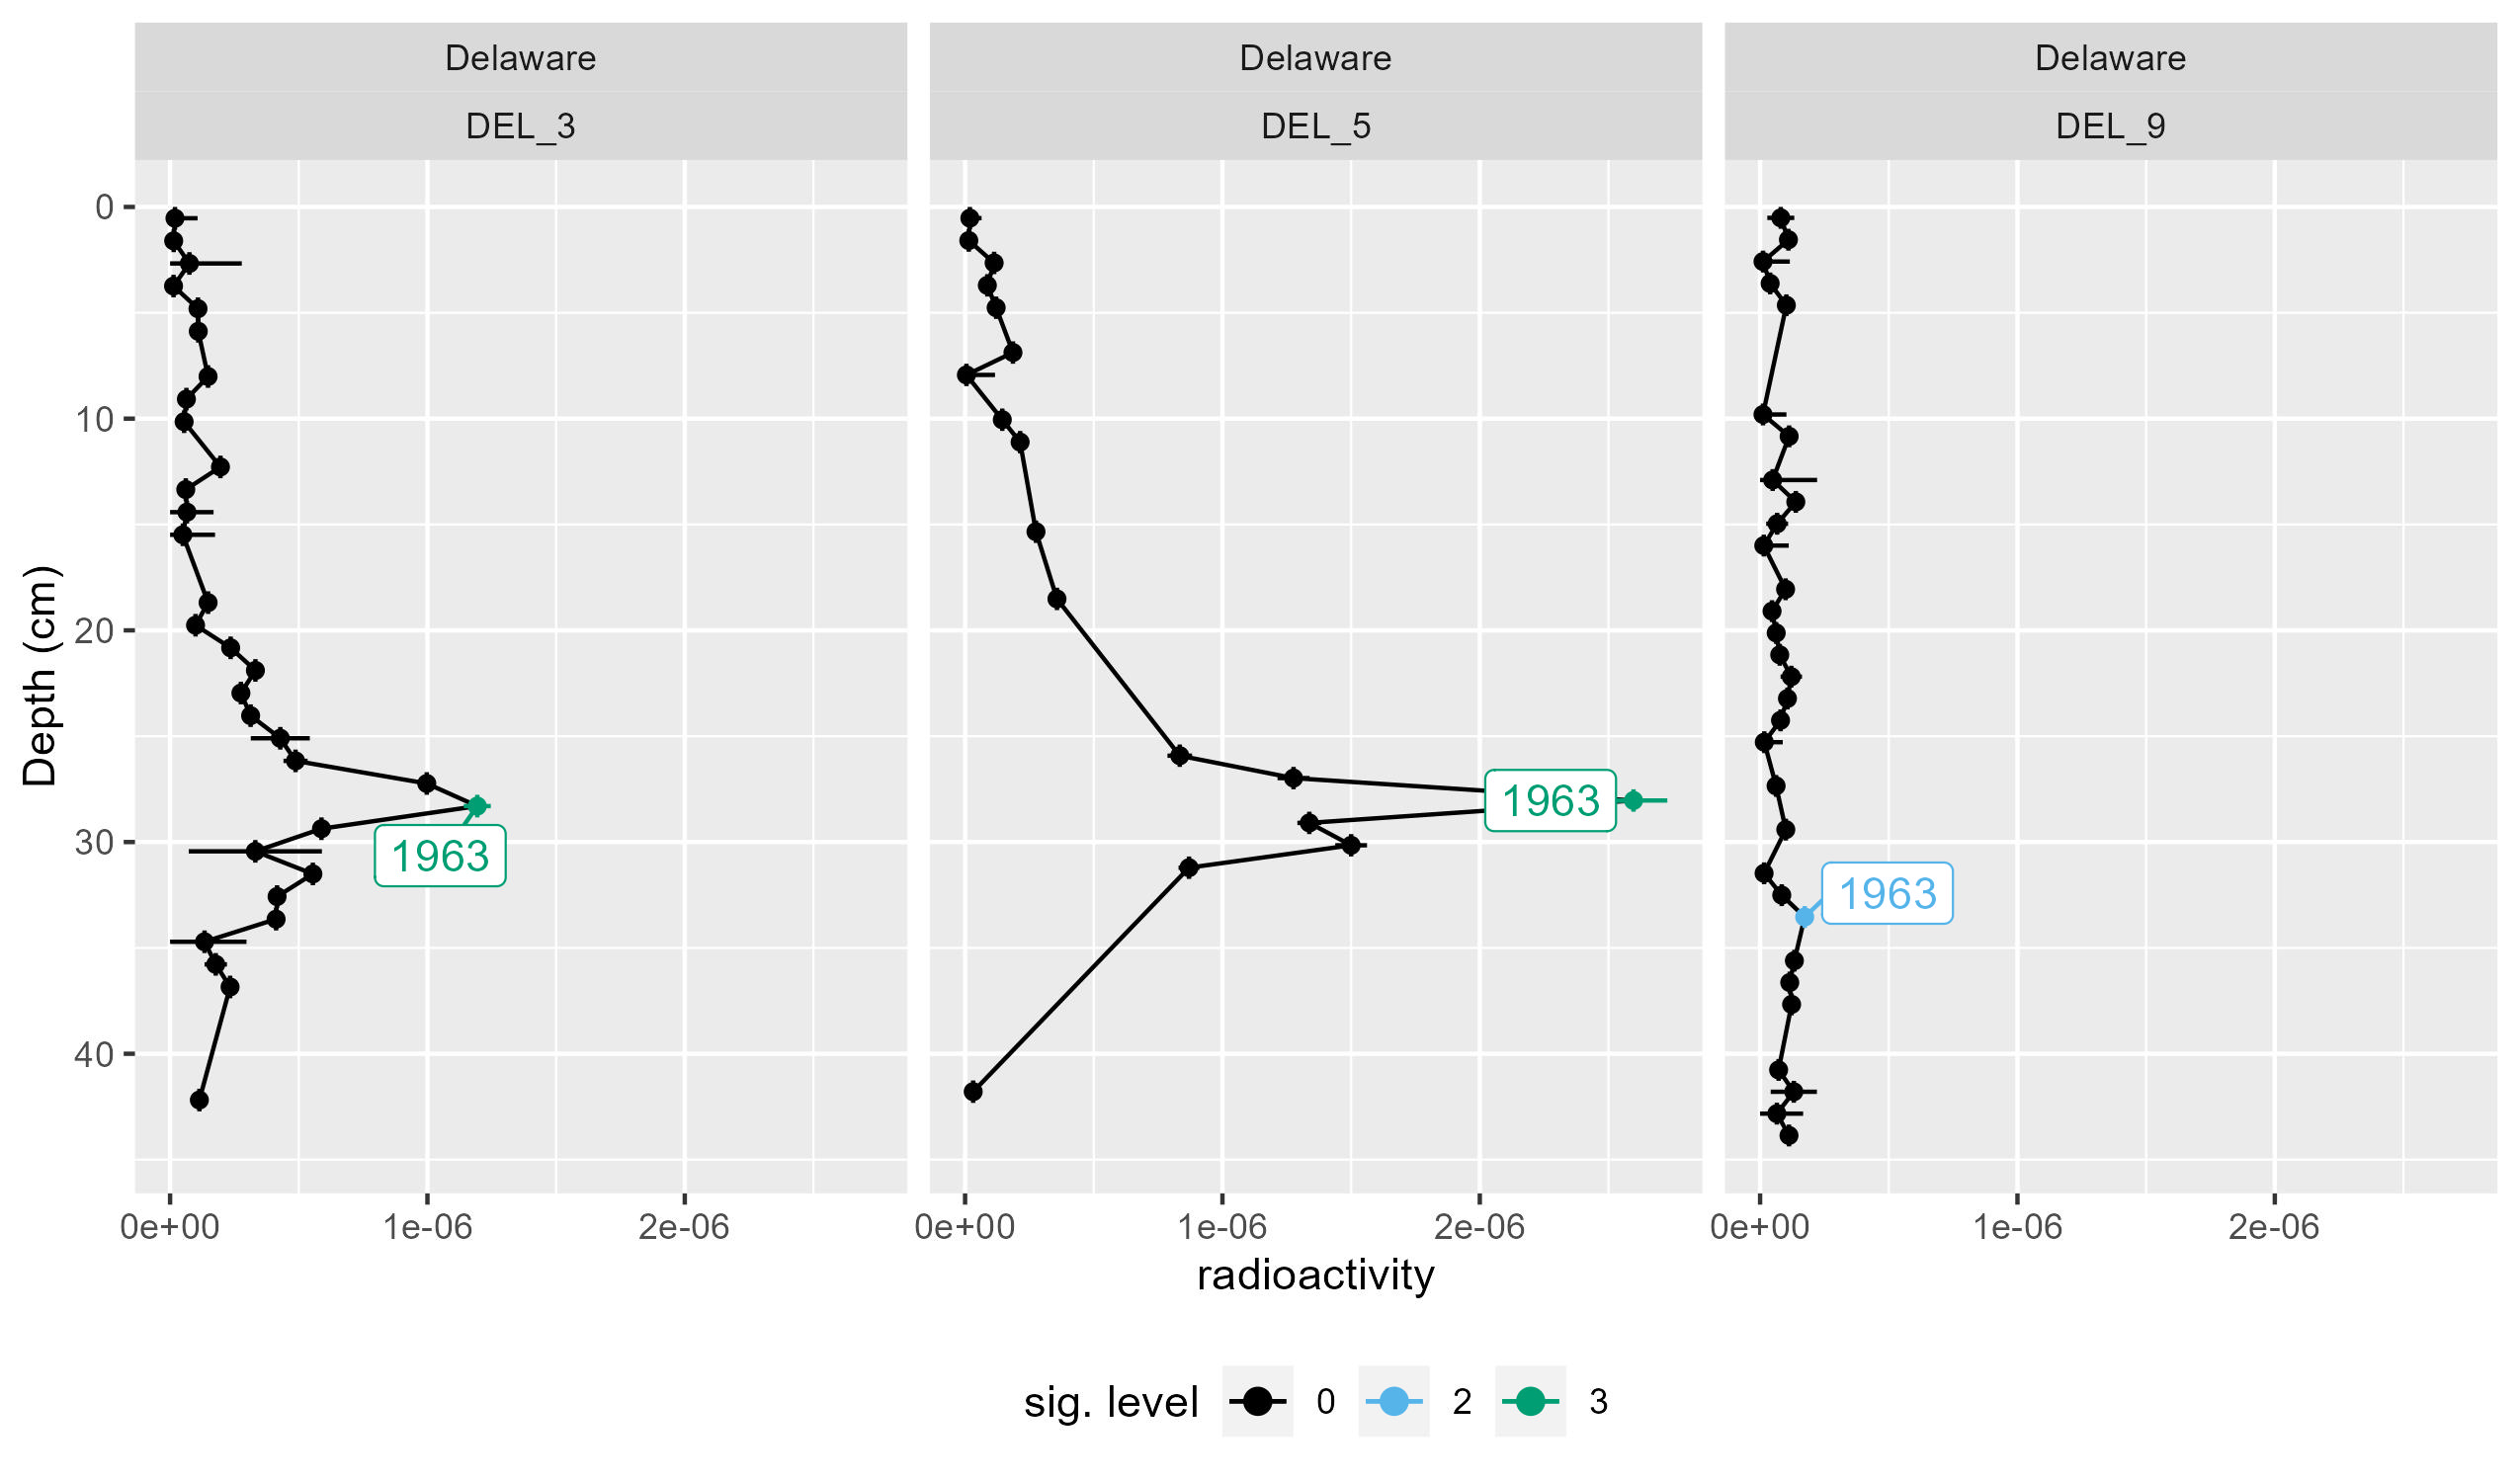 Delaware Delaware Delaware
DEL_3 DEL_5 DEL_9
0
10
20
30
40
Depth (cm)
1963
1963
1963
0e+00 1e-06 2e-06 0e+00 1e-06 2e-06 0e+00 1e-06 2e-06
radioactivity
sig. level 0 2 3